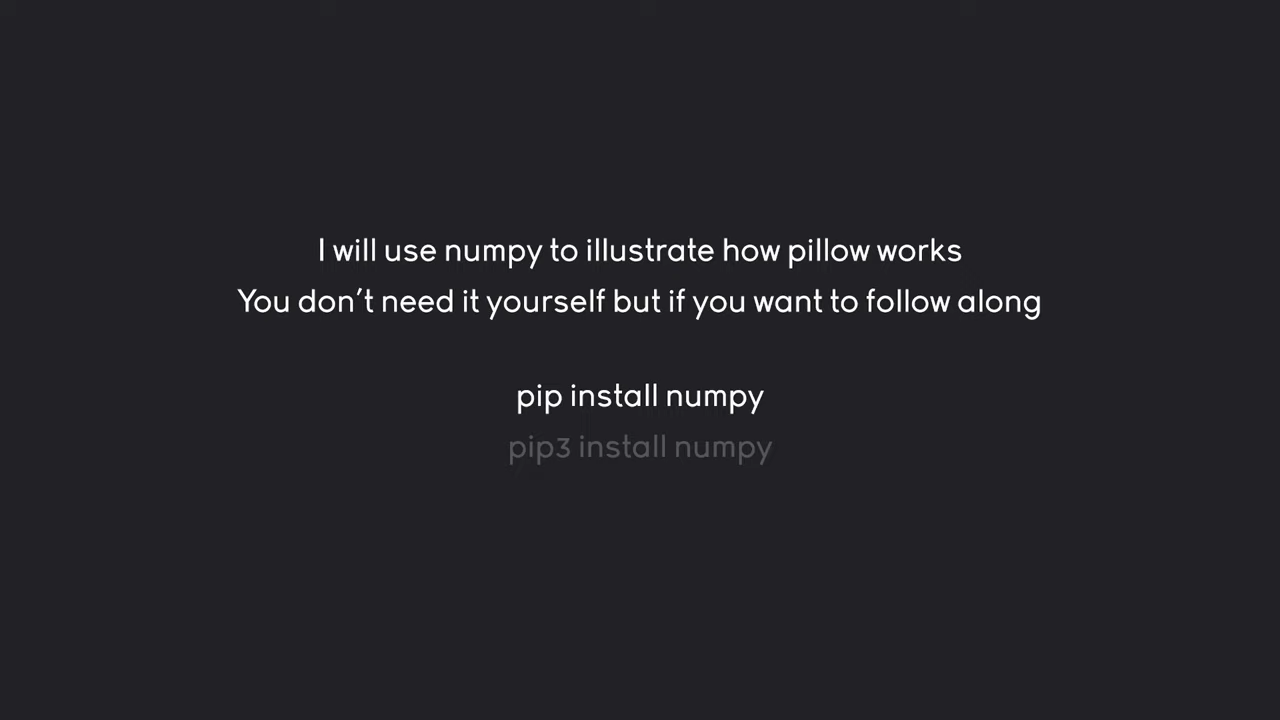 I will use numpy to illustrate how pillow works
You don’t need it yourself but if you want to follow along
pip install numpy
pip3 install numpy